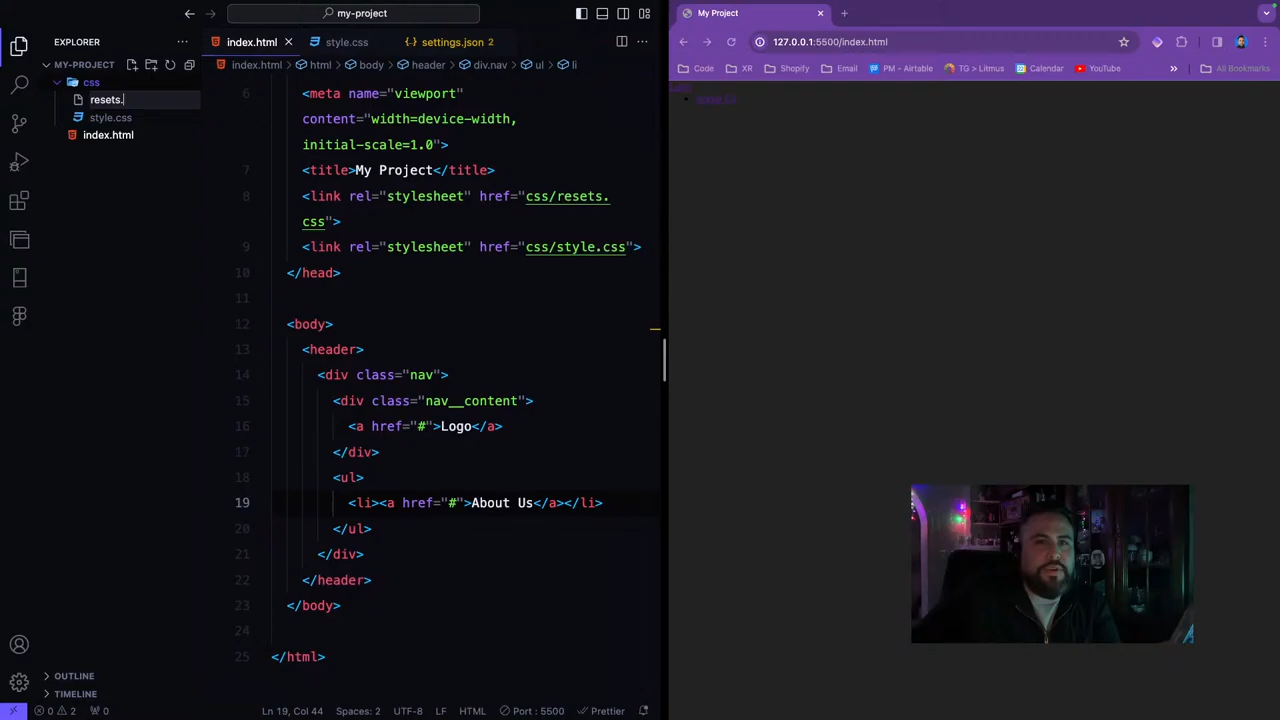 my-project
My Project
127.0.0.1:5500/index.html
Code
XR
Shopify
Email
PM - Airtable
TG > Litmus
Calendar
YouTube
»
All Bookmarks
EXPLORER
MY-PROJECT
css
resets.
style.css
index.html
OUTLINE
TIMELINE
index.html
style.css
settings.json 2
index.html > html > body > header > div.nav > ul > li
6 <meta name="viewport"
content="width=device-width,
initial-scale=1.0">
7 <title>My Project</title>
8 <link rel="stylesheet" href="css/resets.
css">
9 <link rel="stylesheet" href="css/style.css">
10 </head>
11
12 <body>
13 <header>
14 <div class="nav">
15 <div class="nav__content">
16 <a href="#">Logo</a>
17 </div>
18 <ul>
19 <li><a href="#">About Us</a></li>
20 </ul>
21 </div>
22 </header>
23 </body>
24
25 </html>
Logo
About Us
0 2 0
Ln 19, Col 44
Spaces: 2
UTF-8
LF
HTML
Port : 5500
Prettier